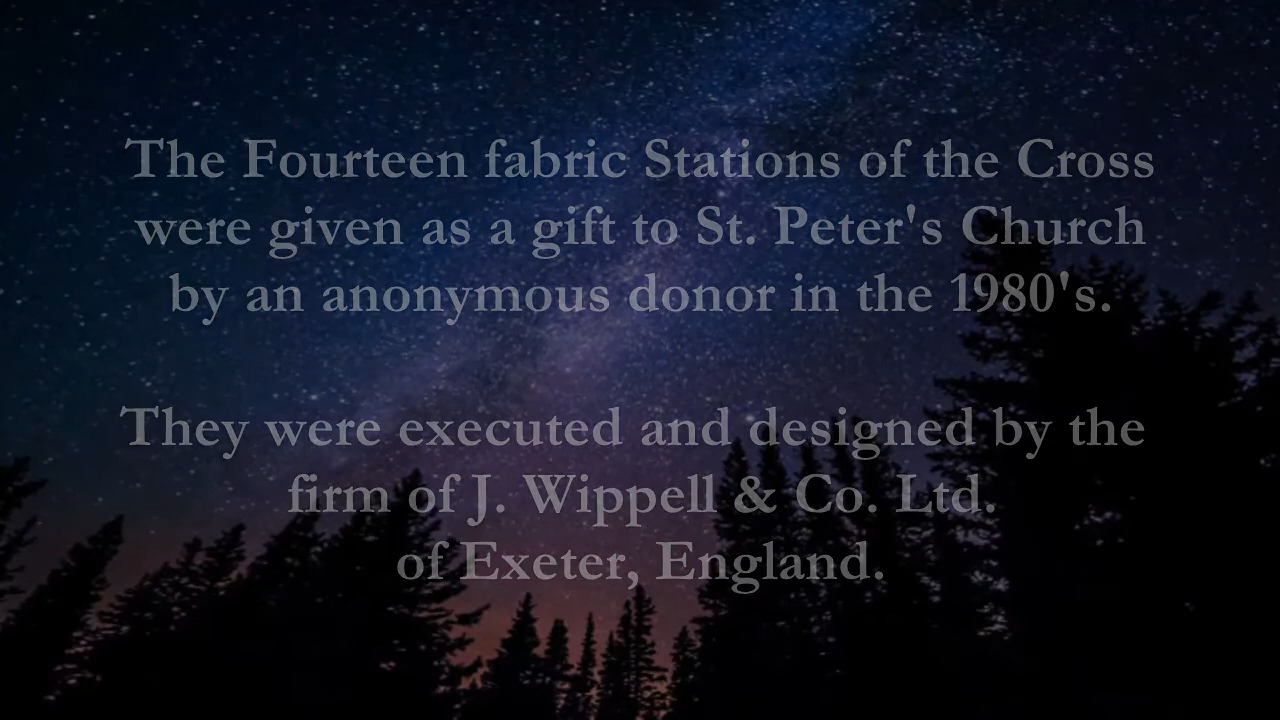 The Fourteen fabric Stations of the Cross
were given as a gift to St. Peter's Church
by an anonymous donor in the 1980's.
They were executed and designed by the
firm of J. Wippell & Co. Ltd.
of Exeter, England.